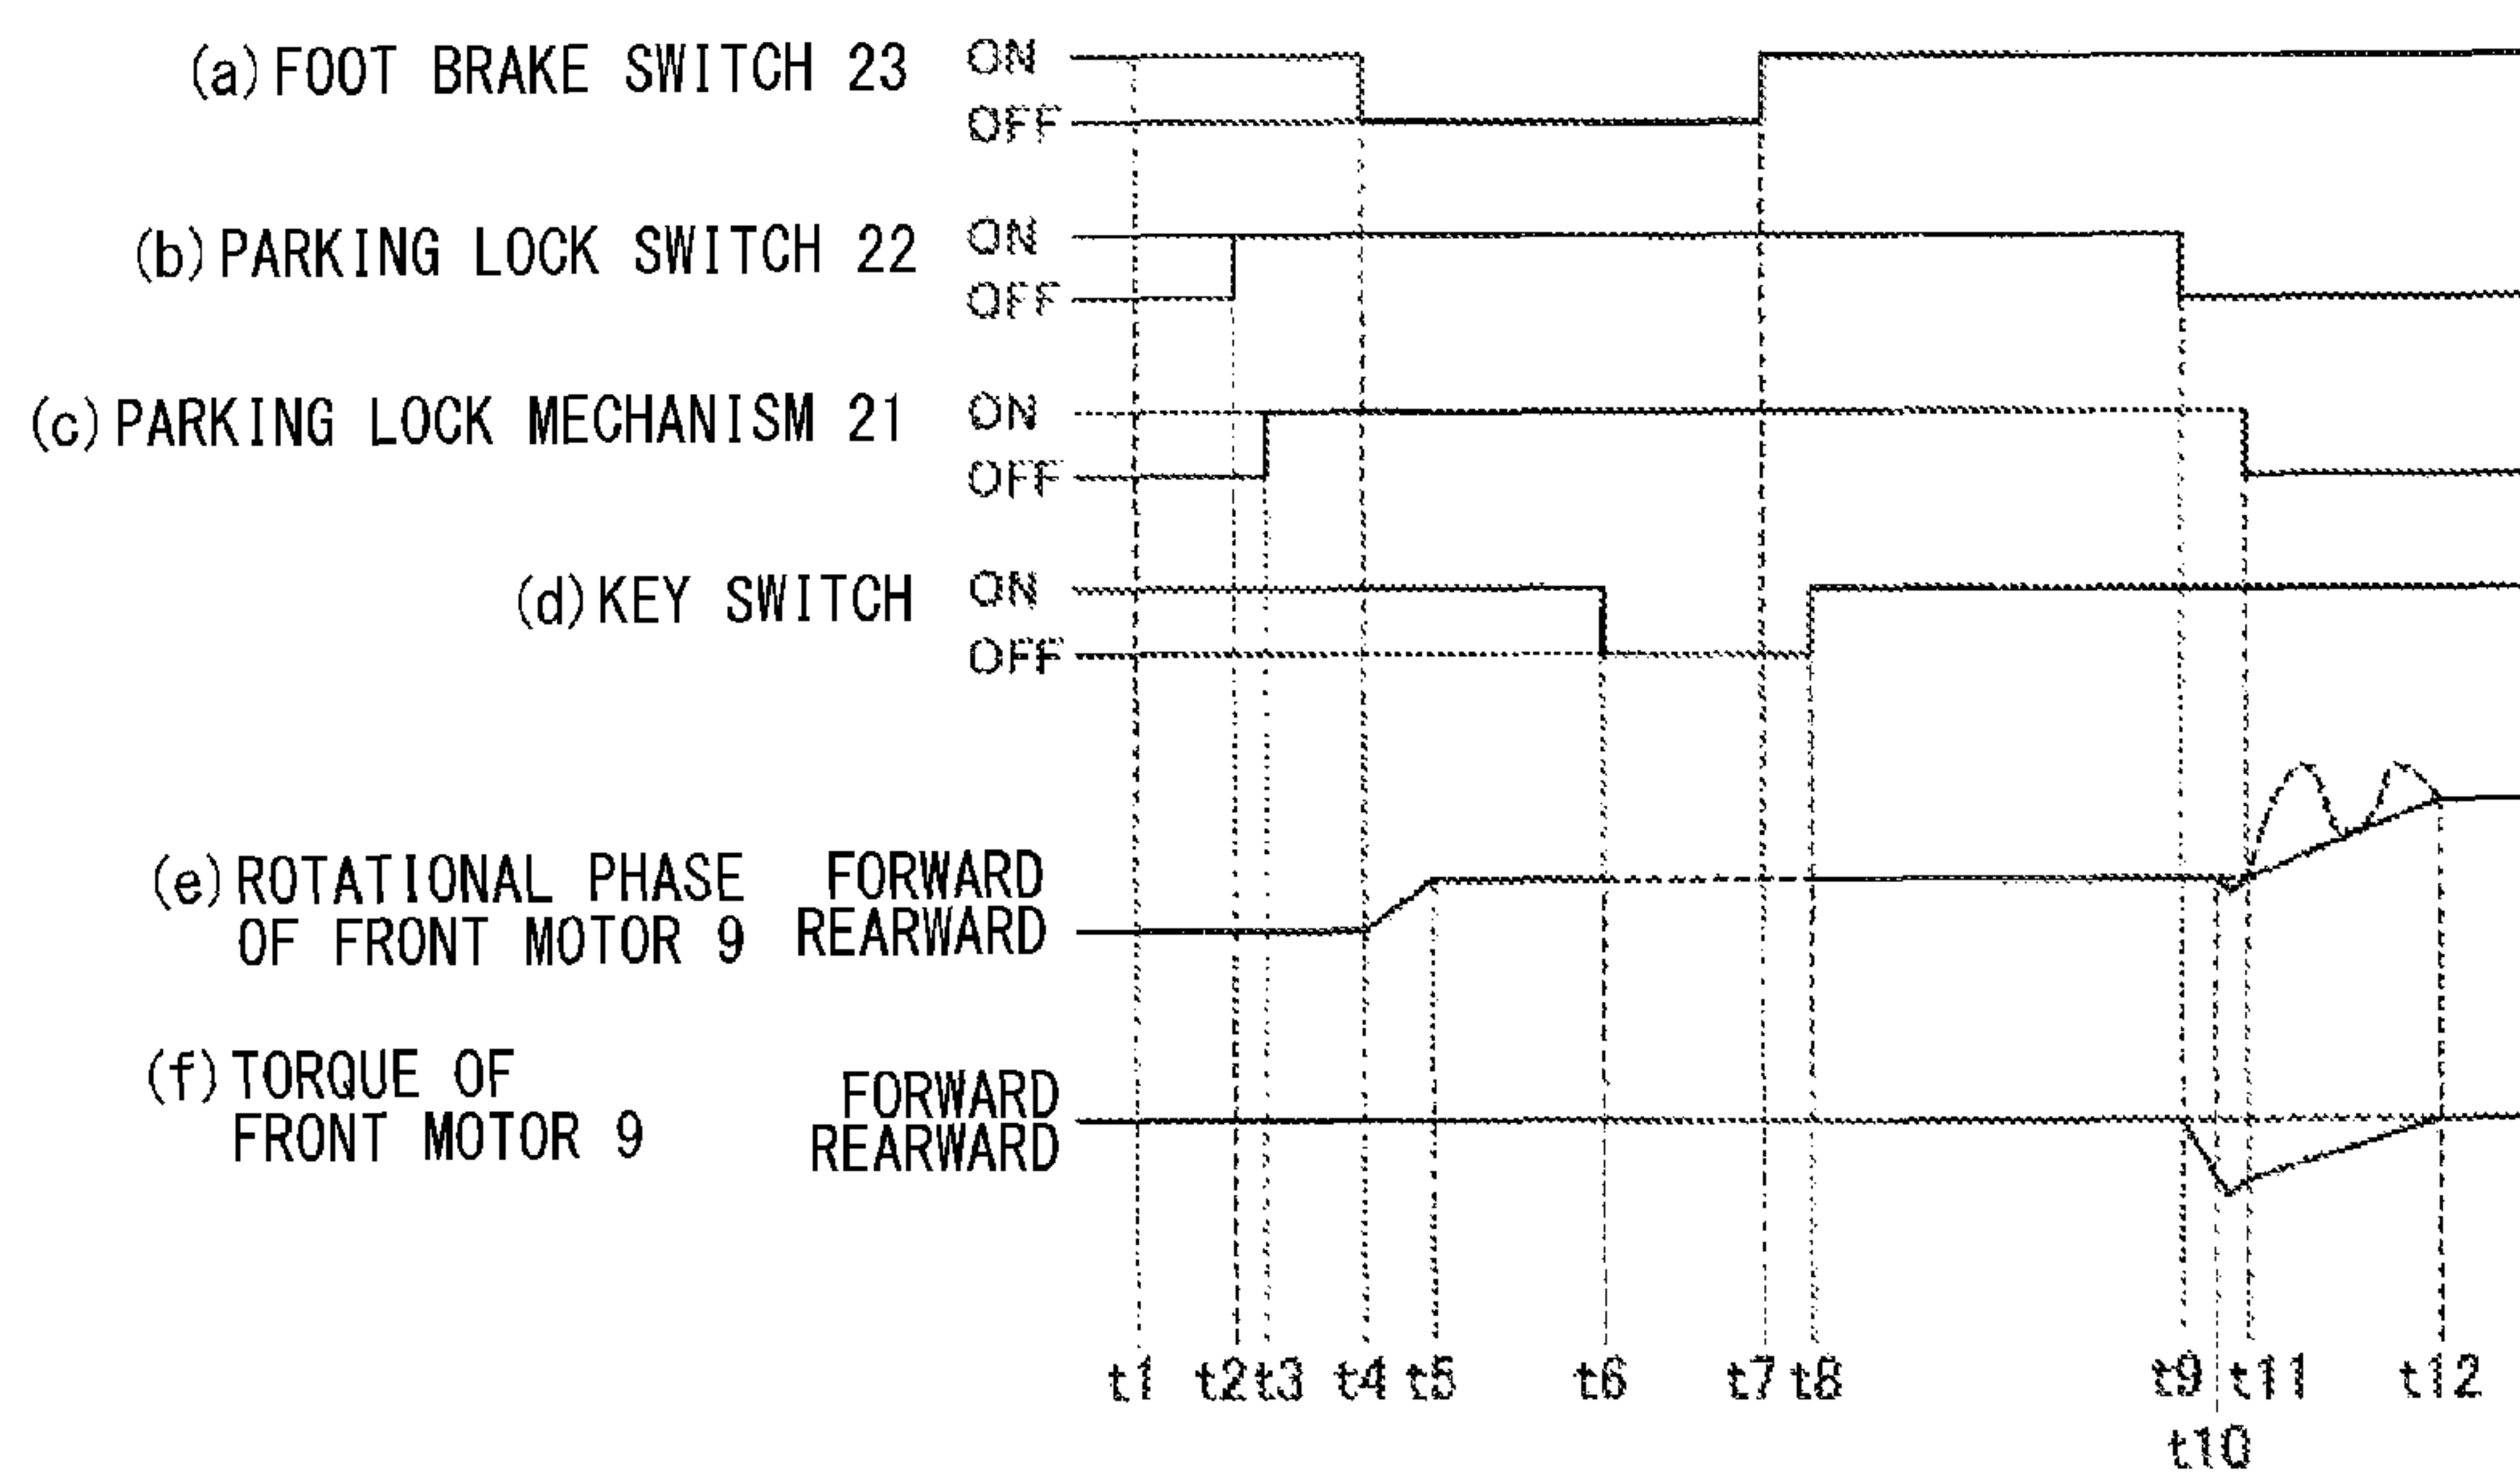 (a) FOOT BRAKE SWITCH 23 ON
OFF
(b) PARKING LOCK SWITCH 22 ON
OFF
(c) PARKING LOCK MECHANISM 21 ON
OFF
(d) KEY SWITCH ON
OFF
(e) ROTATIONAL PHASE FORWARD
OF FRONT MOTOR 9 REARWARD
(f) TORQUE OF FORWARD
FRONT MOTOR 9 REARWARD
t1 t2 t3 t4 t5 t6 t7 t8 t9 t11 t12
t10